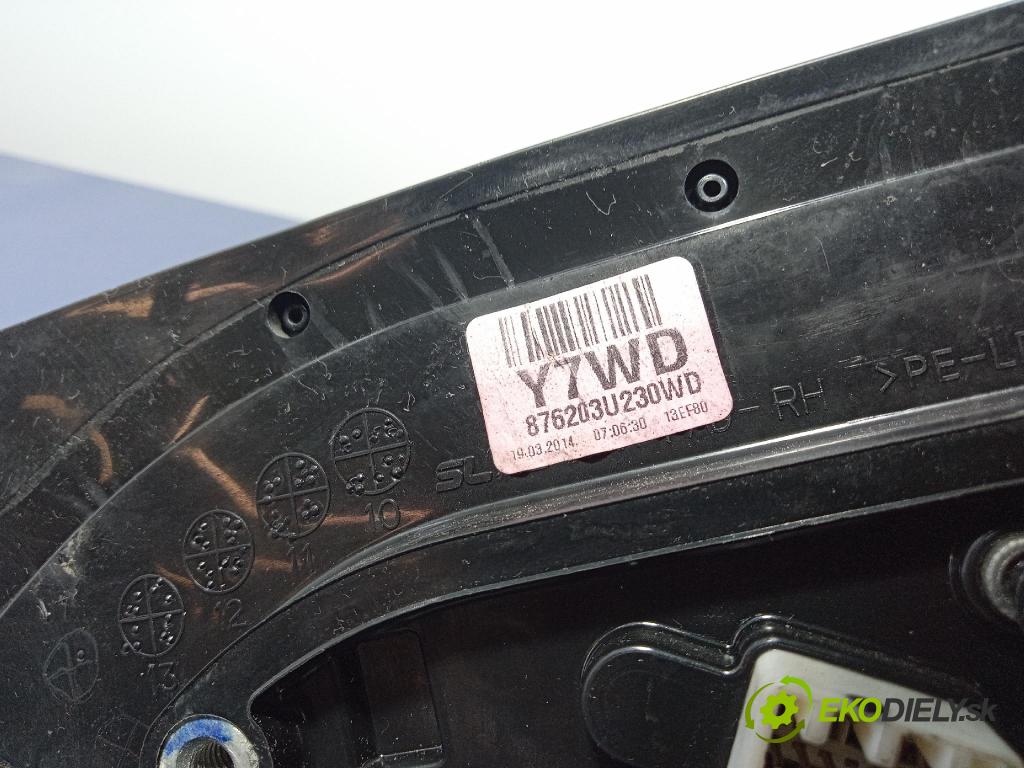 Y7WD
876203U230WD
19.03.2014. 07:06:30 13EF80
RH >PE-L
10
11
12
13
EKODIELY.sk